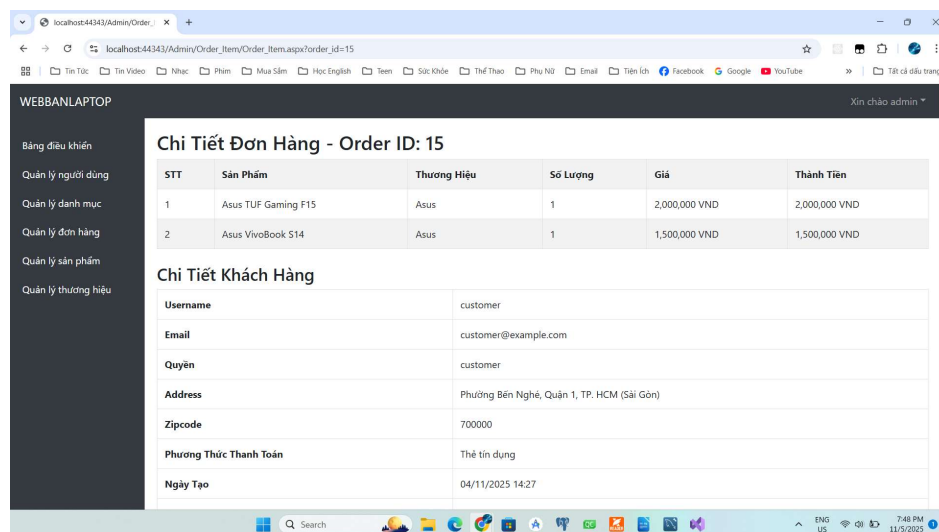 localhost:44343/Admin/Order_I
localhost:44343/Admin/Order_Item/Order_Item.aspx?order_id=15
Tin Tức Tin Video Nhạc Phim Mua Sắm Học English Teen Sức Khỏe Thể Thao Phụ Nữ Email Tiện Ích Facebook Google YouTube » Tất cả dấu trang
WEBBANLAPTOP Xin chào admin
Bảng điều khiển
Quản lý người dùng
Quản lý danh mục
Quản lý đơn hàng
Quản lý sản phẩm
Quản lý thương hiệu
Chi Tiết Đơn Hàng - Order ID: 15
STT Sản Phẩm Thương Hiệu Số Lượng Giá Thành Tiền
1 Asus TUF Gaming F15 Asus 1 2,000,000 VND 2,000,000 VND
2 Asus VivoBook S14 Asus 1 1,500,000 VND 1,500,000 VND
Chi Tiết Khách Hàng
Username customer
Email customer@example.com
Quyền customer
Address Phường Bến Nghé, Quận 1, TP. HCM (Sài Gòn)
Zipcode 700000
Phương Thức Thanh Toán Thẻ tín dụng
Ngày Tạo 04/11/2025 14:27
Search ENG 7:48 PM
US 11/5/2025